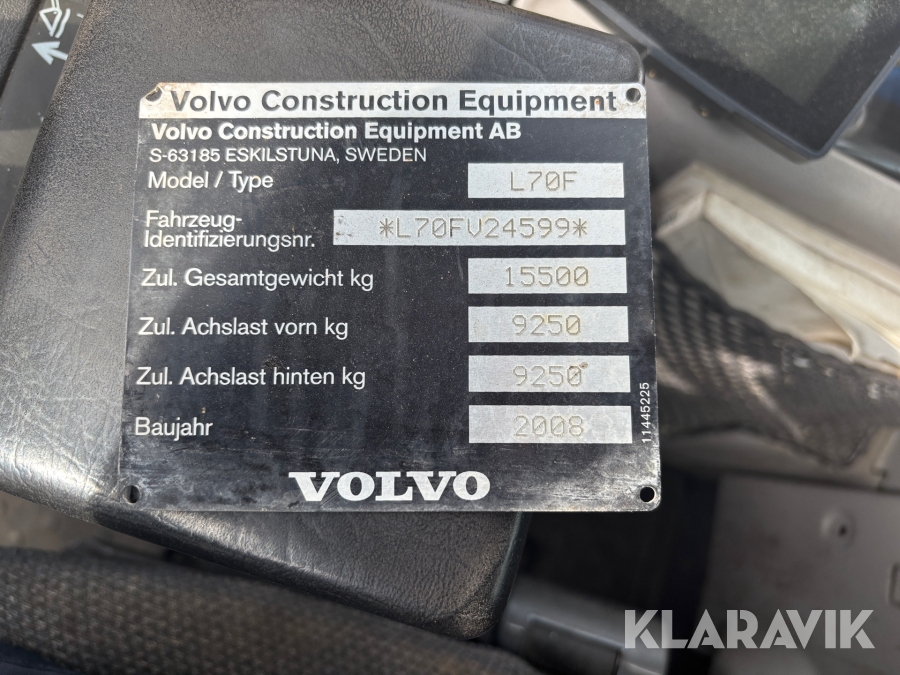 Volvo Construction Equipment
Volvo Construction Equipment AB
S-63185 ESKILSTUNA, SWEDEN
Model / Type L70F
Fahrzeug-
Identifizierungsnr. *L70FV24599*
Zul. Gesamtgewicht kg 15500
Zul. Achslast vorn kg 9250
Zul. Achslast hinten kg 9250
Baujahr 2008
11445225
VOLVO
KLARAVIK